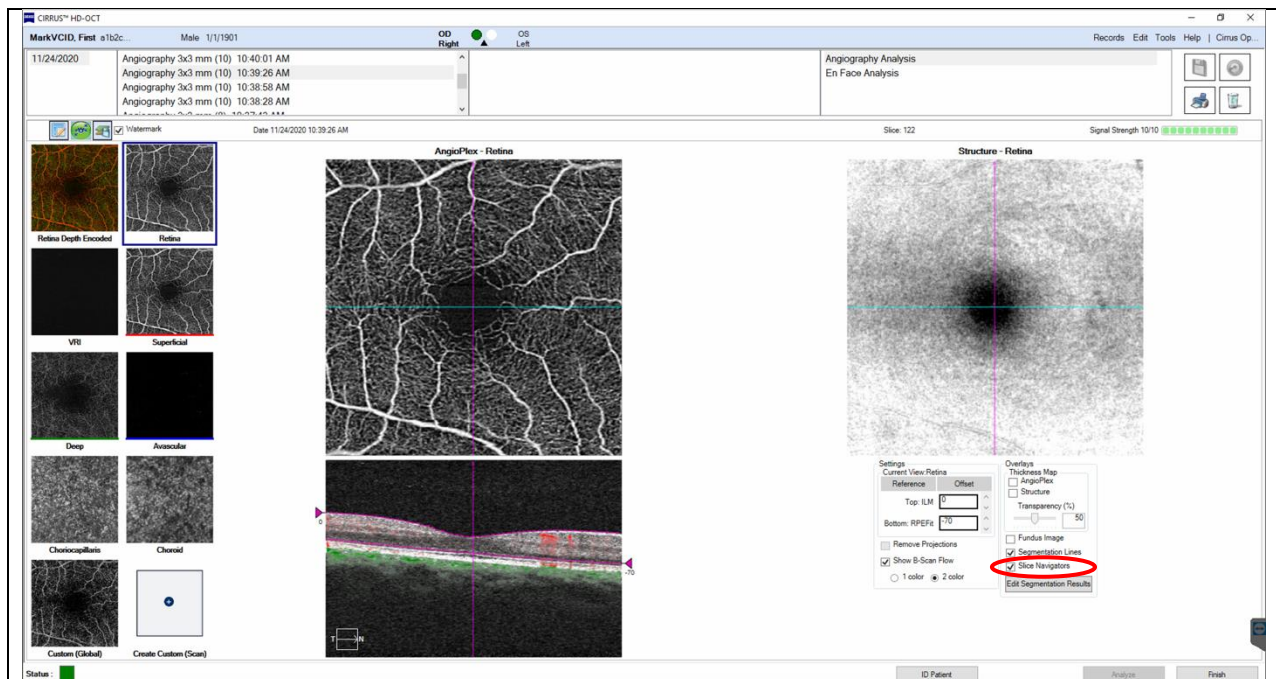 CIRRUS™ HD-OCT
MarkVCID, First a1b2c... Male 1/1/1901 OD Right OS Left Records Edit Tools Help | Cirrus Op...
11/24/2020
Angiography 3x3 mm (10) 10:40:01 AM
Angiography 3x3 mm (10) 10:39:26 AM
Angiography 3x3 mm (10) 10:38:58 AM
Angiography 3x3 mm (10) 10:38:28 AM
Angiography Analysis
En Face Analysis
Watermark Date 11/24/2020 10:39:26 AM Slice: 122 Signal Strength 10/10
Retina Depth Encoded
Retina
VRI
Superficial
Deep
Avascular
Choriocapillaris
Choroid
Custom (Global)
Create Custom (Scan)
AngioPlex - Retina
0
-70
T N
Structure - Retina
Settings
Current View:Retina
Reference Offset
Top: ILM 0
Bottom: RPEFit -70
Remove Projections
Show B-Scan Flow
1 color 2 color
Overlays
Thickness Map
AngioPlex
Structure
Transparency (%)
50
Fundus Image
Segmentation Lines
Slice Navigators
Edit Segmentation Results
Status : ID Patient Analyze Finish